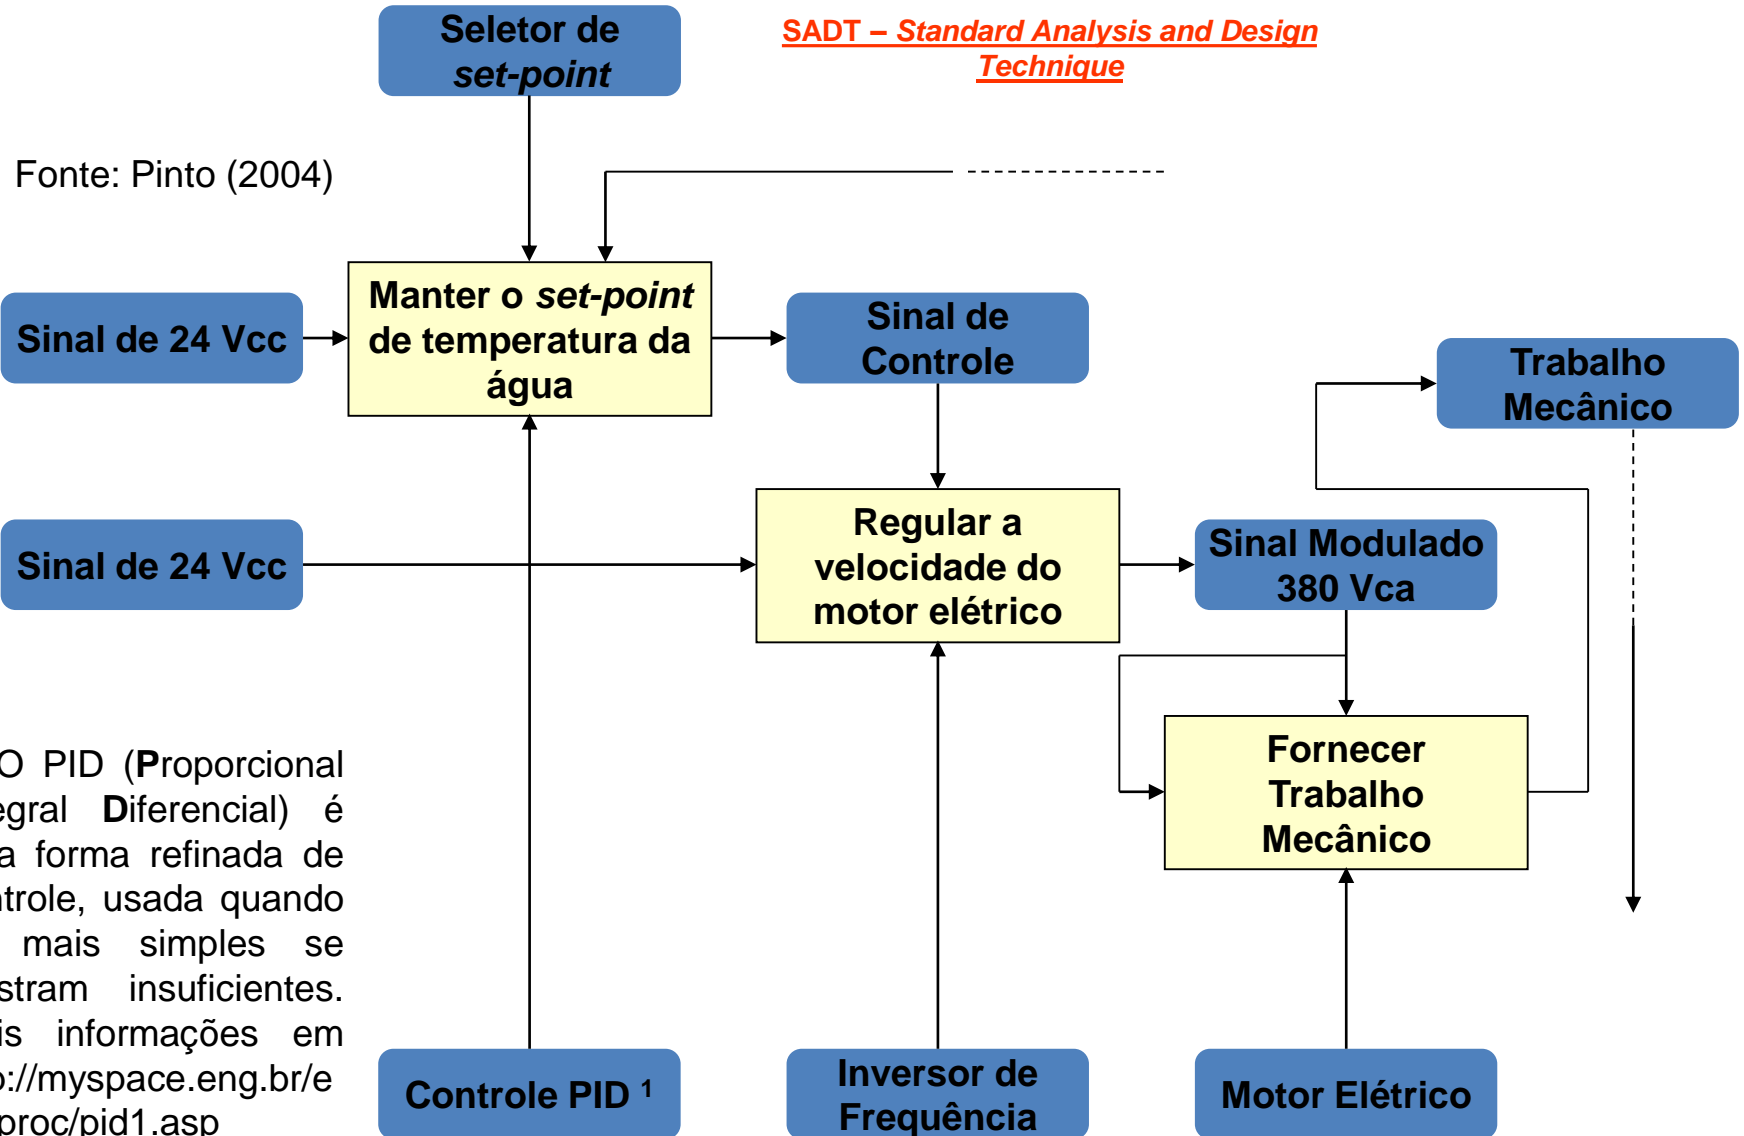 Seletor de
set-point
SADT – Standard Analysis and Design
Technique
Fonte: Pinto (2004)
Sinal de 24 Vcc
Manter o set-point
de temperatura da
água
Sinal de
Controle
Trabalho
Mecânico
Sinal de 24 Vcc
Regular a
velocidade do
motor elétrico
Sinal Modulado
380 Vca
Fornecer
Trabalho
Mecânico
O PID (Proporcional
egral Diferencial) é
a forma refinada de
ntrole, usada quando
mais simples se
stram insuficientes.
is informações em
o://myspace.eng.br/e
proc/pid1.asp
Controle PID ¹
Inversor de
Frequência
Motor Elétrico